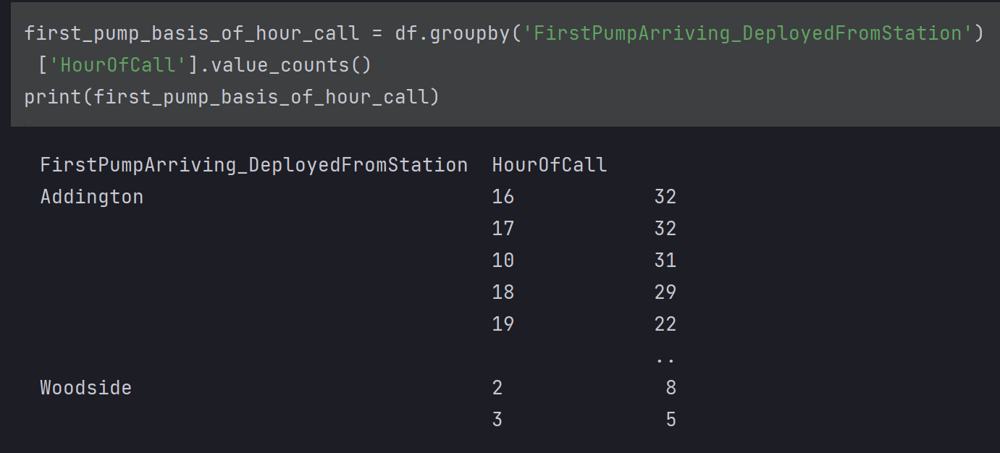 first_pump_basis_of_hour_call = df.groupby('FirstPumpArriving_DeployedFromStation')
['HourOfCall'].value_counts()
print(first_pump_basis_of_hour_call)
FirstPumpArriving_DeployedFromStation  HourOfCall
Addington                              16            32
                                       17            32
                                       10            31
                                       18            29
                                       19            22
                                                     ..
Woodside                               2              8
                                       3              5